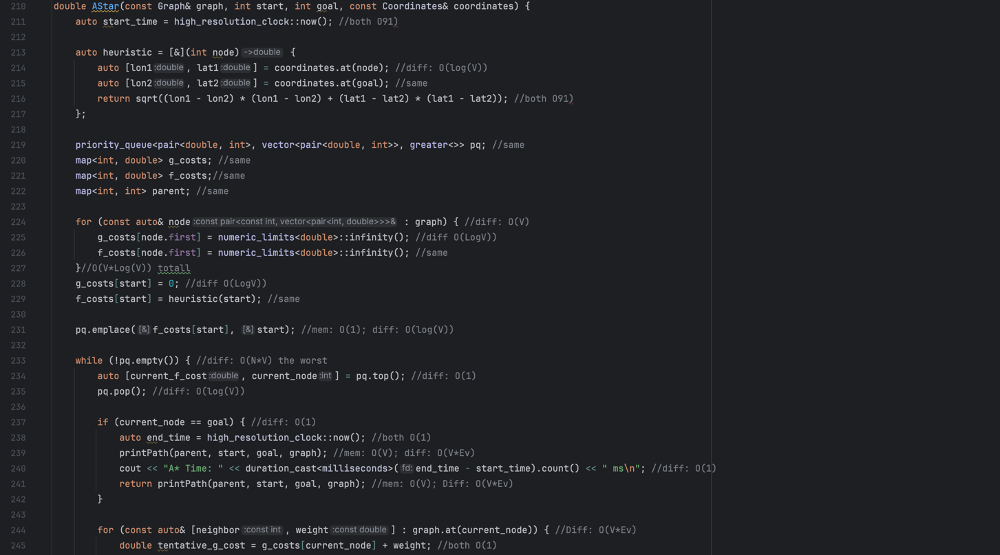 210 double AStar(const Graph& graph, int start, int goal, const Coordinates& coordinates) {
211     auto start_time = high_resolution_clock::now(); //both O91)
212
213     auto heuristic = [&](int node) ->double {
214         auto [lon1 :double , lat1 :double ] = coordinates.at(node); //diff: O(log(V))
215         auto [lon2 :double , lat2 :double ] = coordinates.at(goal); //same
216         return sqrt((lon1 - lon2) * (lon1 - lon2) + (lat1 - lat2) * (lat1 - lat2)); //both O91)
217     };
218
219     priority_queue<pair<double, int>, vector<pair<double, int>>, greater<>> pq; //same
220     map<int, double> g_costs; //same
221     map<int, double> f_costs;//same
222     map<int, int> parent; //same
223
224     for (const auto& node :const pair<const int, vector<pair<int, double>>>& : graph) { //diff: O(V)
225         g_costs[node.first] = numeric_limits<double>::infinity(); //diff O(LogV))
226         f_costs[node.first] = numeric_limits<double>::infinity(); //same
227     }//O(V*Log(V)) totall
228     g_costs[start] = 0; //diff O(LogV))
229     f_costs[start] = heuristic(start); //same
230
231     pq.emplace( [&] f_costs[start], [&] start); //mem: O(1); diff: O(log(V))
232
233     while (!pq.empty()) { //diff: O(N*V) the worst
234         auto [current_f_cost :double , current_node :int ] = pq.top(); //diff: O(1)
235         pq.pop(); //diff: O(log(V))
236
237         if (current_node == goal) { //diff: O(1)
238             auto end_time = high_resolution_clock::now(); //both O(1)
239             printPath(parent, start, goal, graph); //mem: O(V); diff: O(V*Ev)
240             cout << "A* Time: " << duration_cast<milliseconds>( fd: end_time - start_time).count() << " ms\n"; //diff: O(1)
241             return printPath(parent, start, goal, graph); //mem: O(V); Diff: O(V*Ev)
242         }
243
244         for (const auto& [neighbor :const int , weight :const double ] : graph.at(current_node)) { //Diff: O(V*Ev)
245             double tentative_g_cost = g_costs[current_node] + weight; //both O(1)